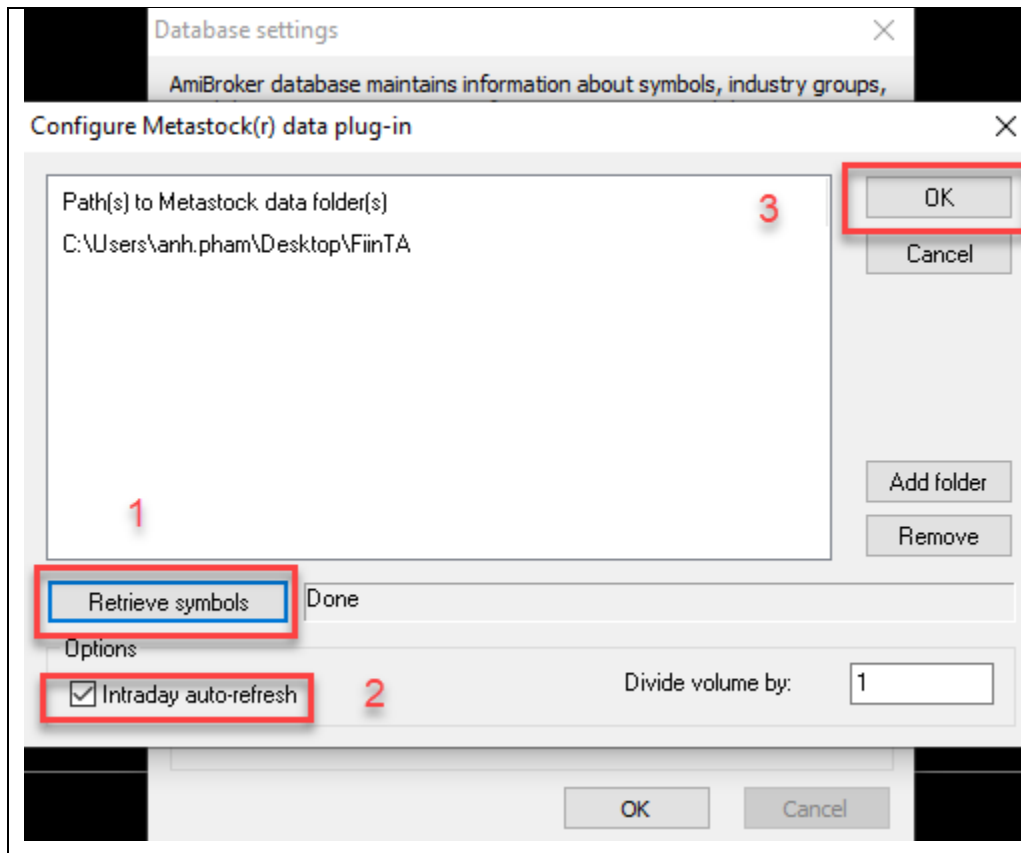 Database settings
AmiBroker database maintains information about symbols, industry groups,
Configure Metastock(r) data plug-in
Path(s) to Metastock data folder(s)
3
OK
C:\Users\anh.pham\Desktop\FiinTA
Cancel
Add folder
1
Remove
Retrieve symbols
Done
Options
Intraday auto-refresh
2
Divide volume by:
1
OK
Cancel